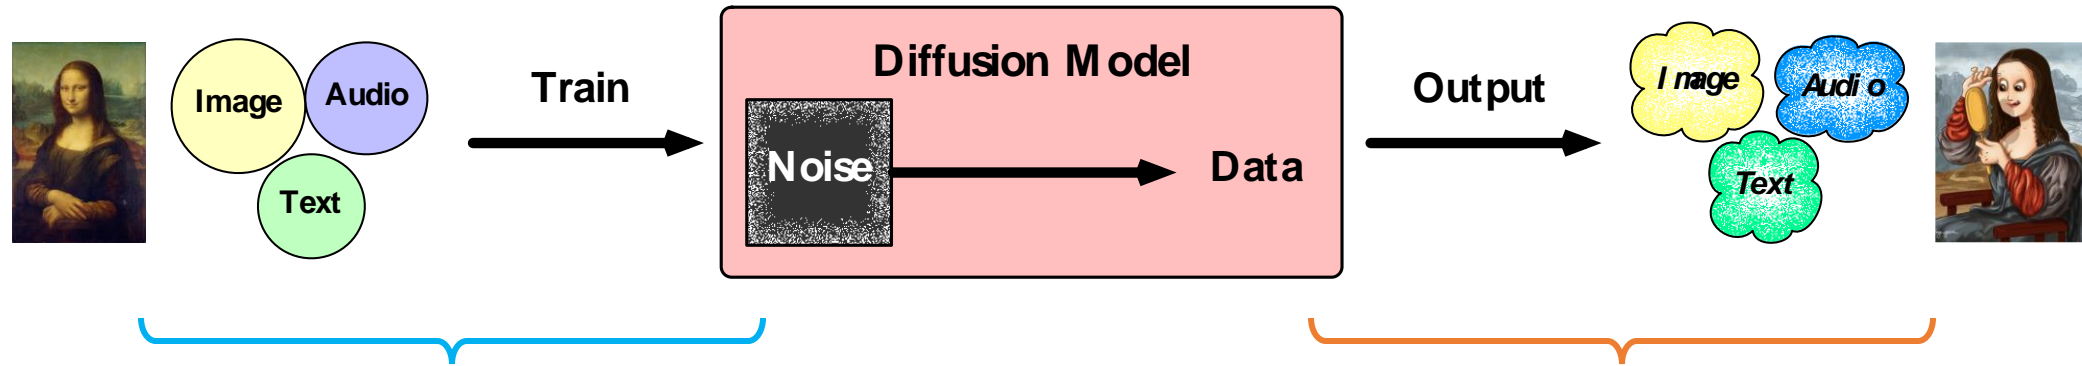 Image
Audio
Text
Train
Diffusion Model
Noise
Data
Output
Image
Audio
Text